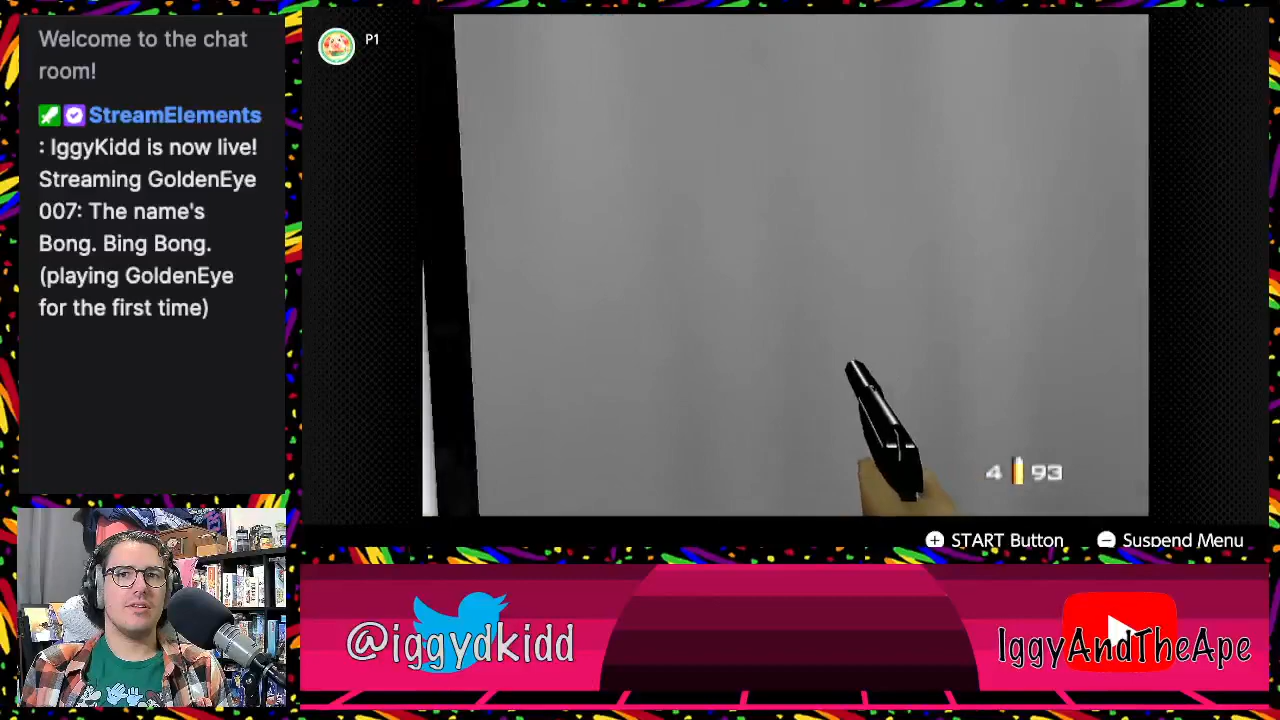 Welcome to the chat
room!
StreamElements
: IggyKidd is now live!
Streaming GoldenEye
007: The name's
Bong. Bing Bong.
(playing GoldenEye
for the first time)
P1
4 93
START Button Suspend Menu
@iggydkidd
IggyAndTheApe